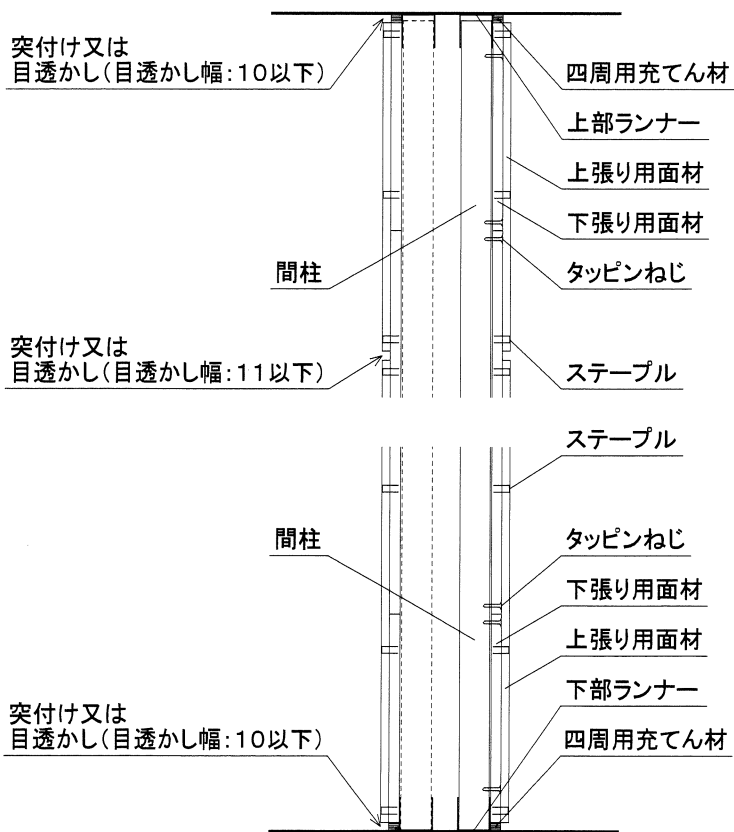 突付け又は
目透かし(目透かし幅:10以下)
四周用充てん材
上部ランナー
上張り用面材
下張り用面材
間柱
タッピンねじ
突付け又は
目透かし(目透かし幅:11以下)
ステープル
ステープル
間柱
タッピンねじ
下張り用面材
上張り用面材
下部ランナー
突付け又は
目透かし(目透かし幅:10以下)
四周用充てん材